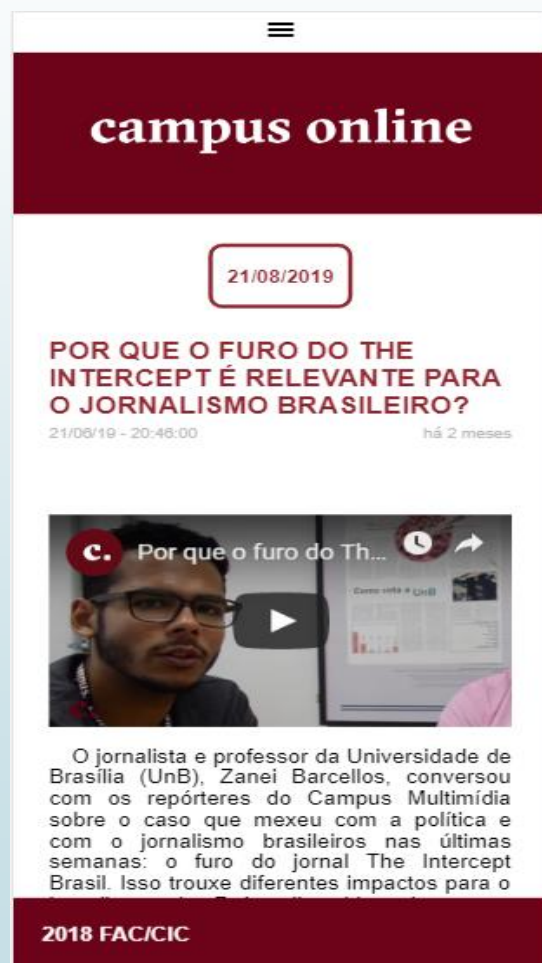 campus online
21/08/2019
POR QUE O FURO DO THE
INTERCEPT É RELEVANTE PARA
O JORNALISMO BRASILEIRO?
21/06/19 - 20:46:00 há 2 meses
c. Por que o furo do Th...
Como vota a UnB
O jornalista e professor da Universidade de
Brasília (UnB), Zanei Barcellos, conversou
com os repórteres do Campus Multimídia
sobre o caso que mexeu com a política e
com o jornalismo brasileiros nas últimas
semanas: o furo do jornal The Intercept
Brasil. Isso trouxe diferentes impactos para o
2018 FAC/CIC